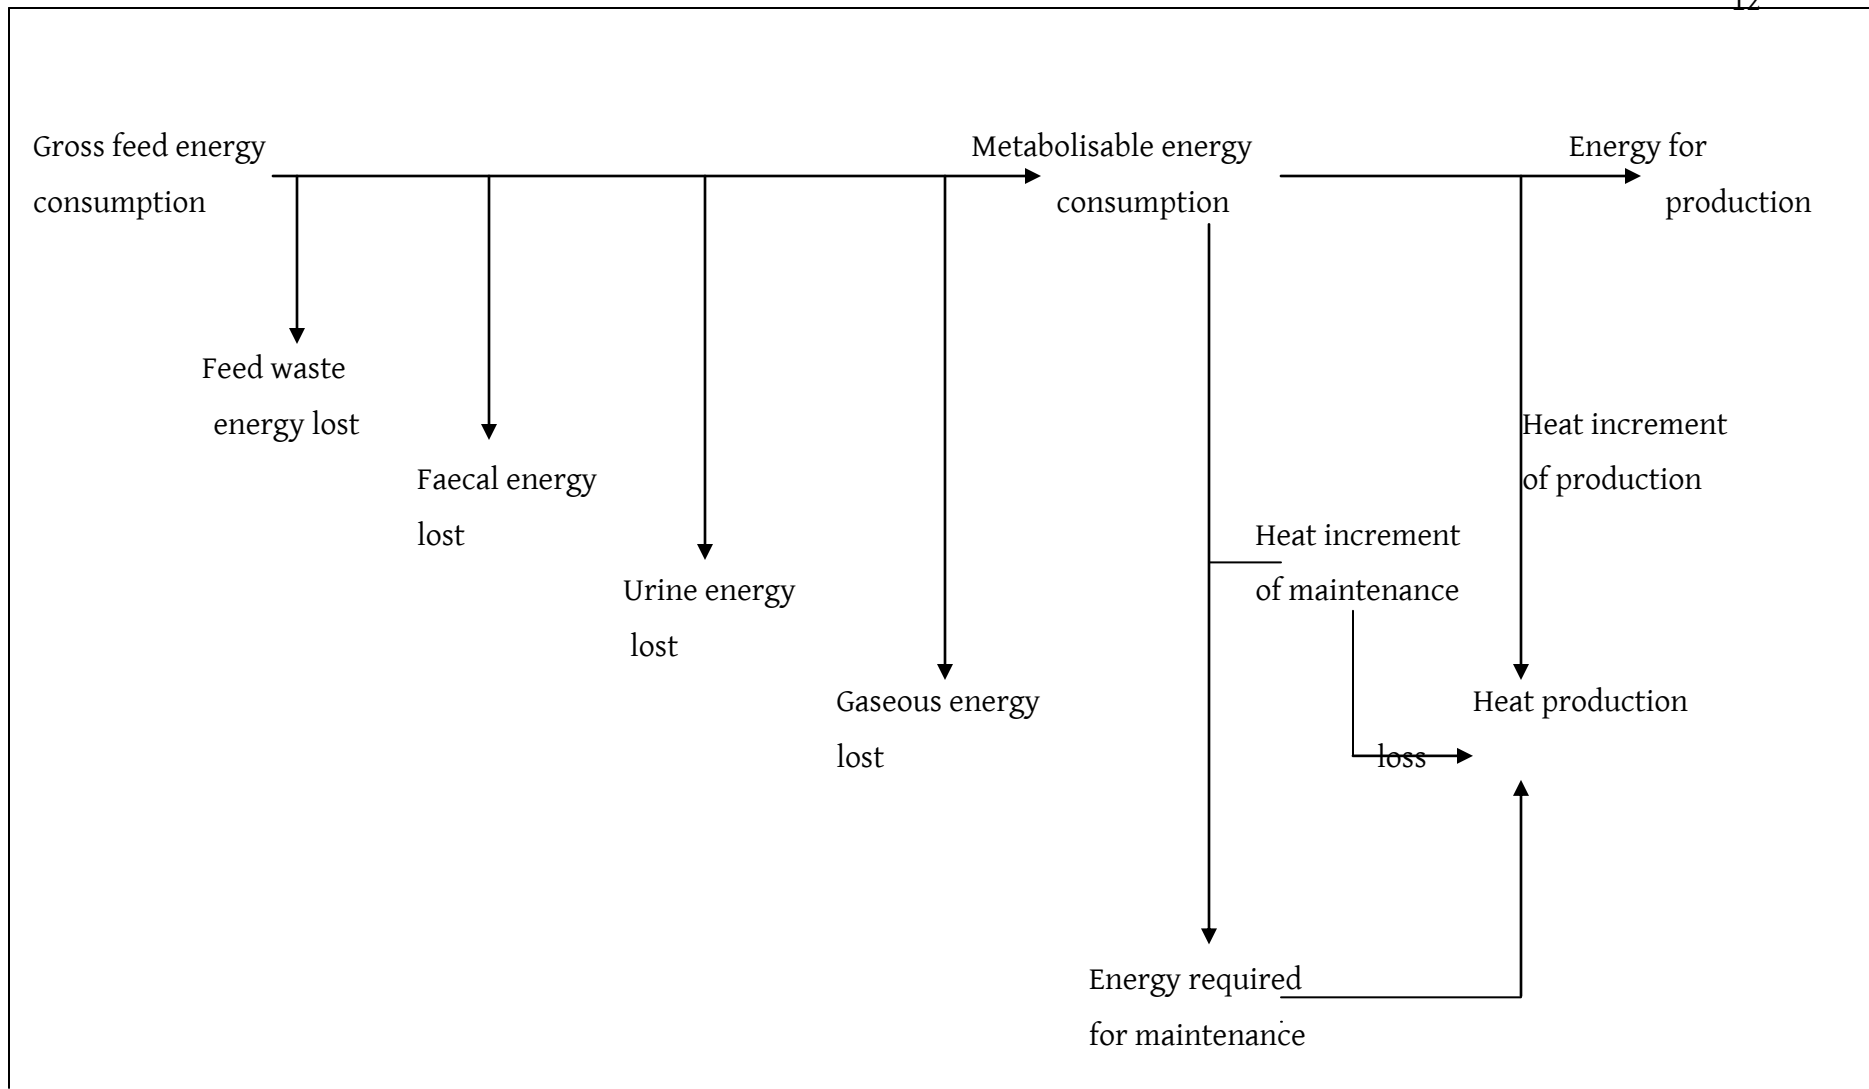 12
Gross feed energy
consumption
Metabolisable energy
consumption
Energy for
production
Feed waste
energy lost
Faecal energy
lost
Urine energy
lost
Gaseous energy
lost
Heat increment
of production
Heat increment
of maintenance
Heat production
loss
Energy required
for maintenance